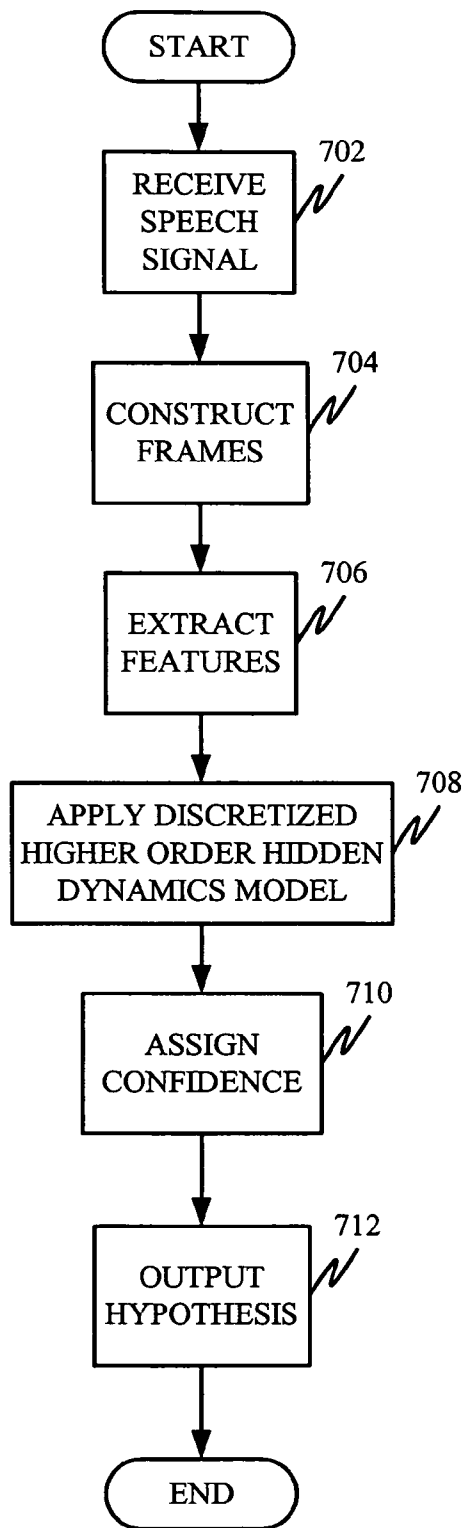 START
702
RECEIVE
SPEECH
SIGNAL
704
CONSTRUCT
FRAMES
706
EXTRACT
FEATURES
708
APPLY DISCRETIZED
HIGHER ORDER HIDDEN
DYNAMICS MODEL
710
ASSIGN
CONFIDENCE
712
OUTPUT
HYPOTHESIS
END